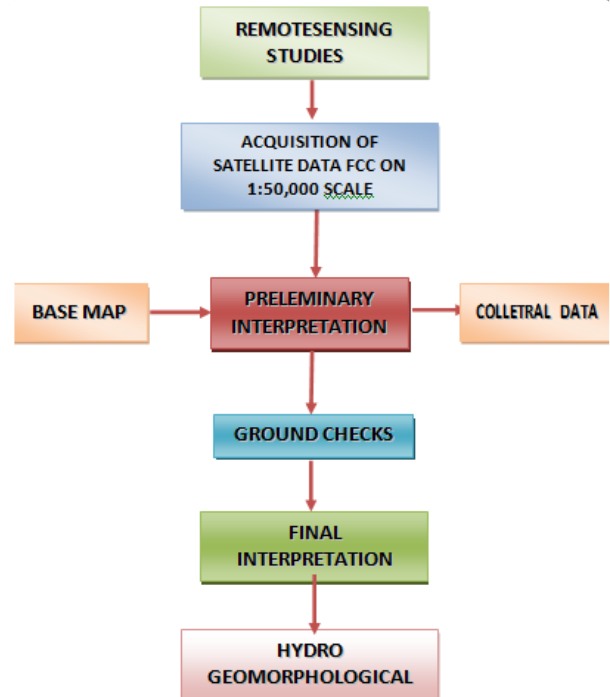 REMOTESENSING
STUDIES
ACQUISITION OF
SATELLITE DATA FCC ON
1:50,000 SCALE
BASE MAP
PRELEMINARY
INTERPRETATION
COLLETRAL DATA
GROUND CHECKS
FINAL
INTERPRETATION
HYDRO
GEOMORPHOLOGICAL